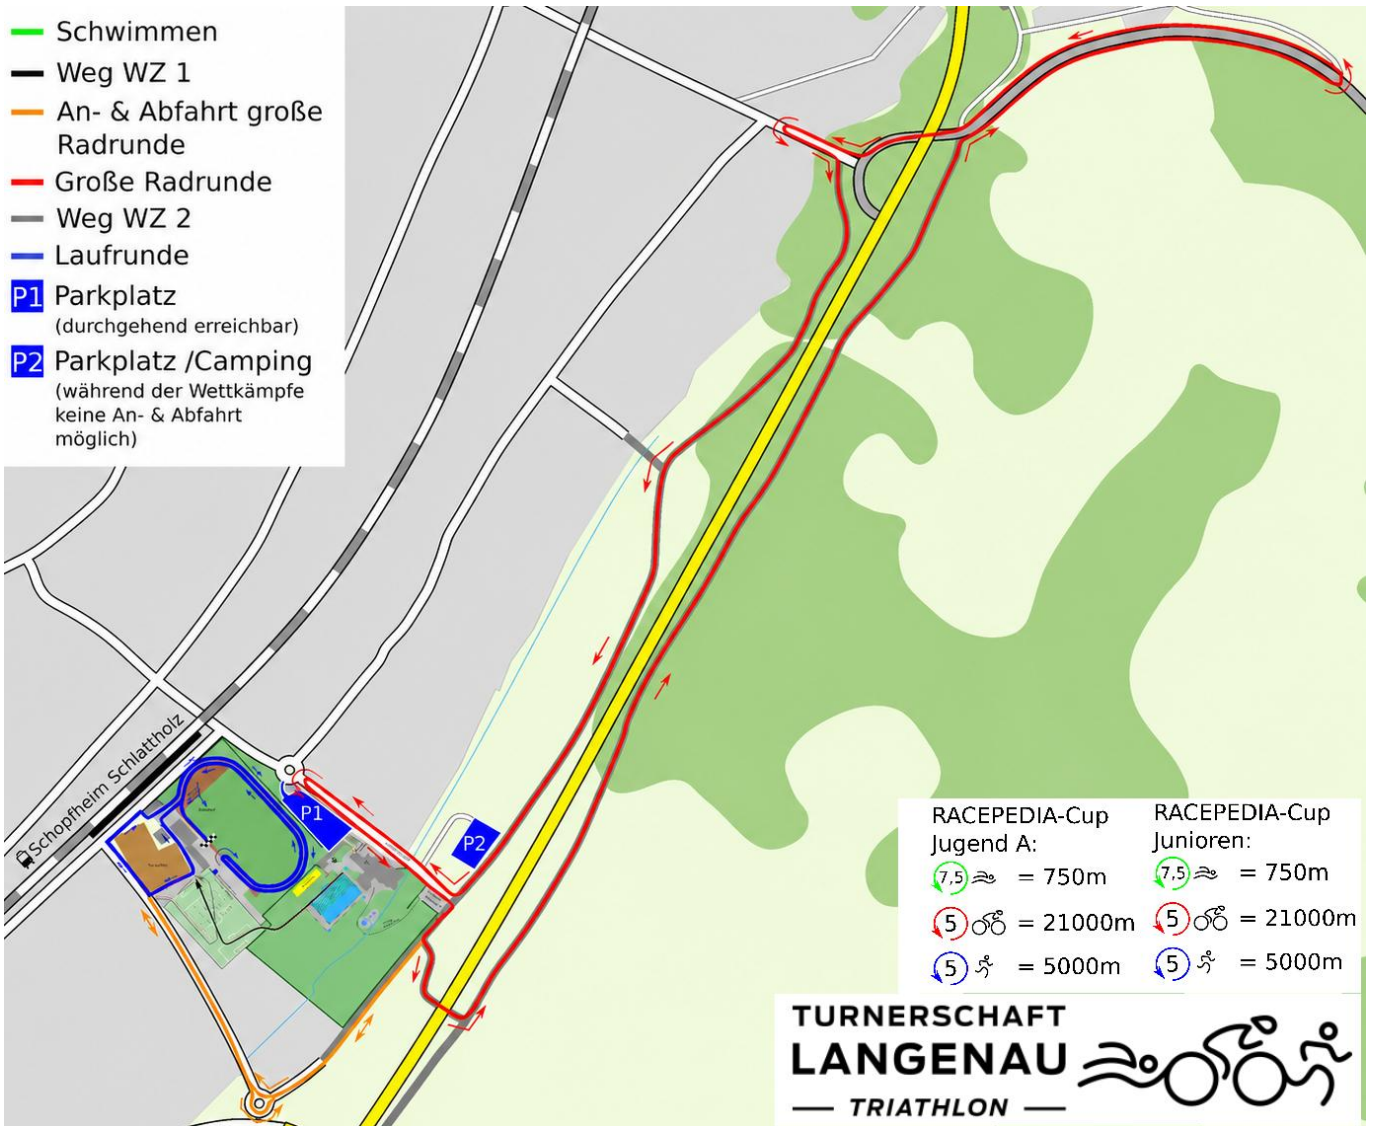 Schwimmen
Weg WZ 1
An- & Abfahrt große
Radrunde
Große Radrunde
Weg WZ 2
Laufrunde
P1 Parkplatz
(durchgehend erreichbar)
P2 Parkplatz /Camping
(während der Wettkämpfe
keine An- & Abfahrt
möglich)
Schopfheim Schlattholz
P1
P2
RACEPEDIA-Cup
Jugend A:
7,5 = 750m
5 = 21000m
5 = 5000m
RACEPEDIA-Cup
Junioren:
7,5 = 750m
5 = 21000m
5 = 5000m
TURNERSCHAFT
LANGENAU
TRIATHLON